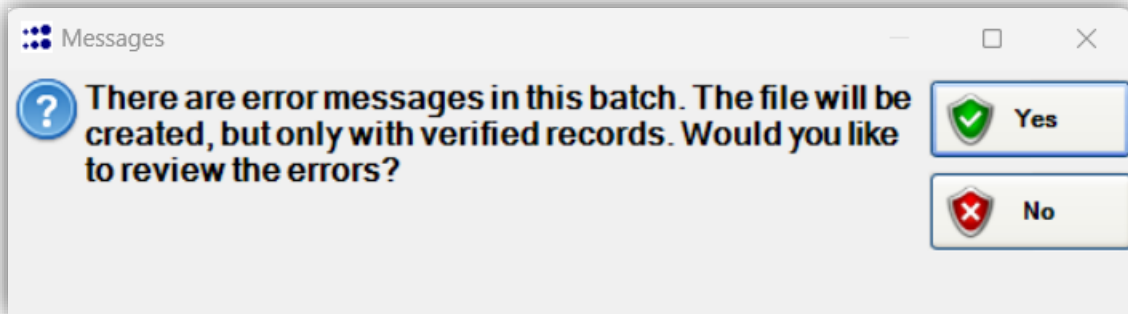 Messages
There are error messages in this batch. The file will be
created, but only with verified records. Would you like
to review the errors?
Yes
No